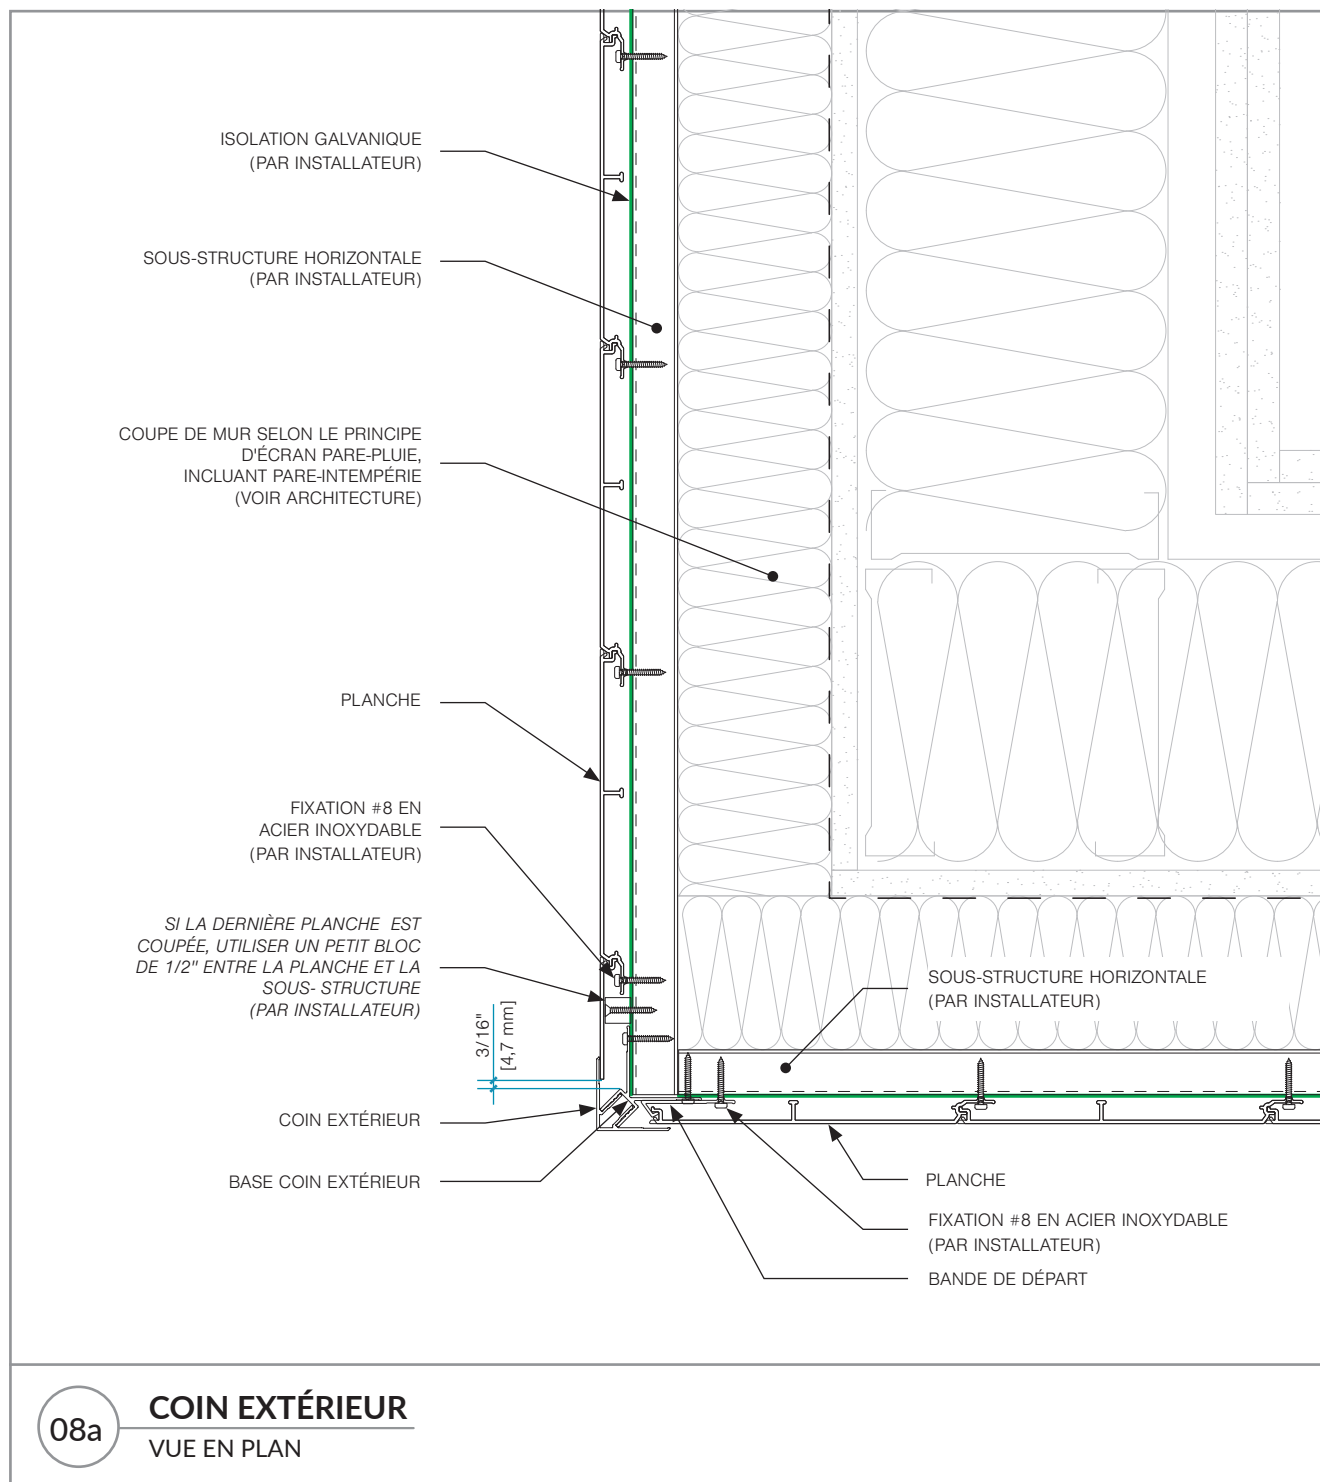 ISOLATION GALVANIQUE
(PAR INSTALLATEUR)
SOUS-STRUCTURE HORIZONTALE
(PAR INSTALLATEUR)
COUPE DE MUR SELON LE PRINCIPE
D'ÉCRAN PARE-PLUIE,
INCLUANT PARE-INTEMPÉRIE
(VOIR ARCHITECTURE)
PLANCHE
FIXATION #8 EN
ACIER INOXYDABLE
(PAR INSTALLATEUR)
SI LA DERNIÈRE PLANCHE EST
COUPÉE, UTILISER UN PETIT BLOC
DE 1/2" ENTRE LA PLANCHE ET LA
SOUS- STRUCTURE
(PAR INSTALLATEUR)
3/16"
[4,7 mm]
COIN EXTÉRIEUR
BASE COIN EXTÉRIEUR
SOUS-STRUCTURE HORIZONTALE
(PAR INSTALLATEUR)
PLANCHE
FIXATION #8 EN ACIER INOXYDABLE
(PAR INSTALLATEUR)
BANDE DE DÉPART
08a
COIN EXTÉRIEUR
VUE EN PLAN